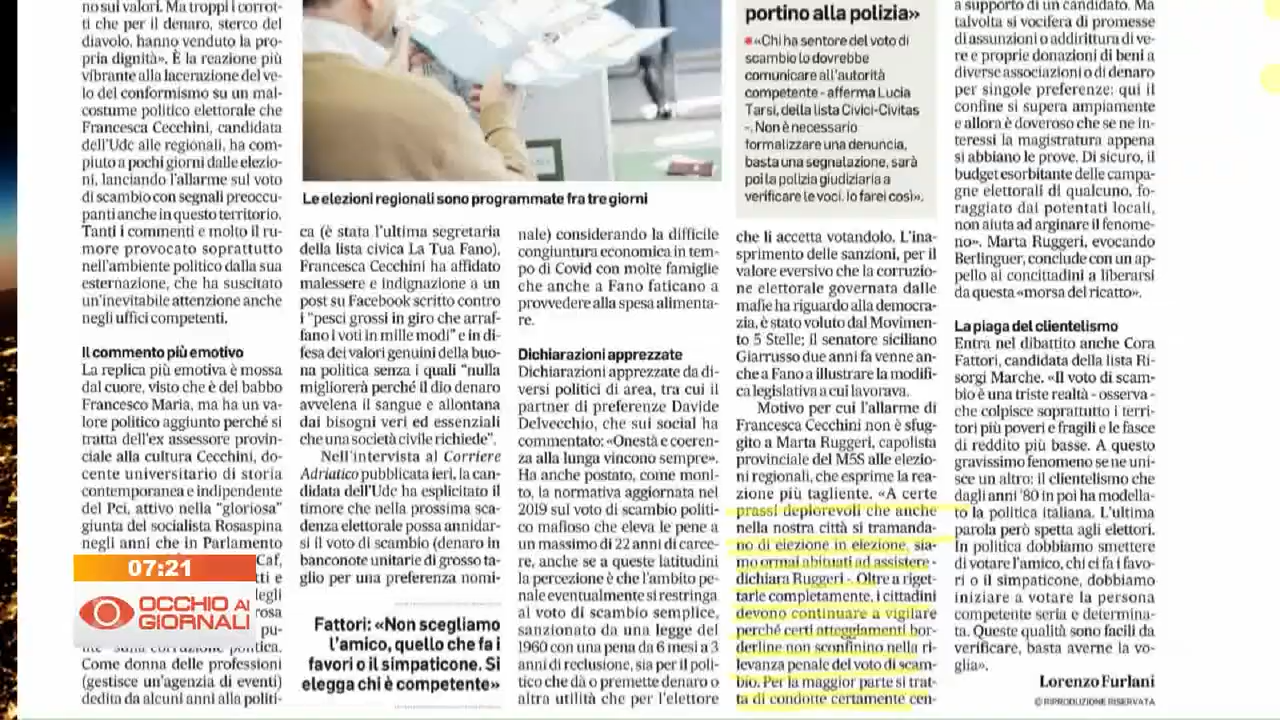 no sui valori. Ma troppi i corrot-
ti che per il denaro, sterco del
diavolo, hanno venduto la pro-
pria dignità». È la reazione più
vibrante alla lacerazione del ve-
lo del conformismo su un mal-
costume politico elettorale che
Francesca Cecchini, candidata
dell'Udc alle regionali, ha com-
piuto a pochi giorni dalle elezio-
ni, lanciando l'allarme sul voto
di scambio con segnali preoccu-
panti anche in questo territorio.
Tanti i commenti e molto il ru-
more provocato soprattutto
nell'ambiente politico dalla sua
esternazione, che ha suscitato
un'inevitabile attenzione anche
negli uffici competenti.
Il commento più emotivo
La replica più emotiva è mossa
dal cuore, visto che è del babbo
Francesco Maria, ma ha un va-
lore politico aggiunto perché si
tratta dell'ex assessore provin-
ciale alla cultura Cecchini, do-
cente universitario di storia
contemporanea e indipendente
del Pci, attivo nella "gloriosa"
giunta del socialista Rosaspina
negli anni che in Parlamento
Caf,
ti e
legli
rosa
pu-
Come donna delle professioni
(gestisce un'agenzia di eventi)
dedita da alcuni anni alla politi-
07:21
OCCHIO AI
GIORNALI
Le elezioni regionali sono programmate fra tre giorni
ca (è stata l'ultima segretaria
della lista civica La Tua Fano),
Francesca Cecchini ha affidato
malessere e indignazione a un
post su Facebook scritto contro
i "pesci grossi in giro che arraf-
fano i voti in mille modi" e in di-
fesa dei valori genuini della buo-
na politica senza i quali "nulla
migliorerà perché il dio denaro
avvelena il sangue e allontana
dai bisogni veri ed essenziali
che una società civile richiede".
Nell'intervista al Corriere
Adriatico pubblicata ieri, la can-
didata dell'Udc ha esplicitato il
timore che nella prossima sca-
denza elettorale possa annidar-
si il voto di scambio (denaro in
banconote unitarie di grosso ta-
glio per una preferenza nomi-
Fattori: «Non scegliamo
l'amico, quello che fa i
favori o il simpaticone. Si
elegga chi è competente»
nale) considerando la difficile
congiuntura economica in tem-
po di Covid con molte famiglie
che anche a Fano faticano a
provvedere alla spesa alimenta-
re.
Dichiarazioni apprezzate
Dichiarazioni apprezzate da di-
versi politici di area, tra cui il
partner di preferenze Davide
Delvecchio, che sui social ha
commentato: «Onestà e coeren-
za alla lunga vincono sempre».
Ha anche postato, come moni-
to, la normativa aggiornata nel
2019 sul voto di scambio politi-
co mafioso che eleva le pene a
un massimo di 22 anni di carce-
re, anche se a queste latitudini
la percezione è che l'ambito pe-
nale eventualmente si restringa
al voto di scambio semplice,
sanzionato da una legge del
1960 con una pena da 6 mesi a 3
anni di reclusione, sia per il poli-
tico che dà o promette denaro o
altra utilità che per l'elettore
portino alla polizia»
«Chi ha sentore del voto di
scambio lo dovrebbe
comunicare all'autorità
competente - afferma Lucia
Tarsi, della lista Civici-Civitas
-. Non è necessario
formalizzare una denuncia,
basta una segnalazione, sarà
poi la polizia giudiziaria a
verificare le voci. Io farei così».
che li accetta votandolo. L'ina-
sprimento delle sanzioni, per il
valore eversivo che la corruzio-
ne elettorale governata dalle
mafie ha riguardo alla democra-
zia, è stato voluto dal Movimen-
to 5 Stelle: il senatore siciliano
Giarrusso due anni fa venne an-
che a Fano a illustrare la modifi-
ca legislativa a cui lavorava.
Motivo per cui l'allarme di
Francesca Cecchini non è sfug-
gito a Marta Ruggeri, capolista
provinciale del M5S alle elezio-
ni regionali, che esprime la rea-
zione più tagliente. «A certe
prassi deplorevoli che anche
nella nostra città si tramanda-
no di elezione in elezione, sia-
mo ormai abituati ad assistere -
dichiara Ruggeri -. Oltre a riget-
tarle completamente, i cittadini
devono continuare a vigilare
perché certi atteggiamenti bor-
derline non sconfinino nella ri-
levanza penale del voto di scam-
bio. Per la maggior parte si trat-
ta di condotte certamente cen-
a supporto di un candidato. Ma
talvolta si vocifera di promesse
di assunzioni o addirittura di ve-
re e proprie donazioni di beni a
diverse associazioni o di denaro
per singole preferenze: qui il
confine si supera ampiamente
e allora è doveroso che se ne in-
teressi la magistratura appena
si abbiano le prove. Di sicuro, il
budget esorbitante delle campa-
gne elettorali di qualcuno, fo-
raggiato dai potentati locali,
non aiuta ad arginare il fenome-
no». Marta Ruggeri, evocando
Berlinguer, conclude con un ap-
pello ai concittadini a liberarsi
da questa «morsa del ricatto».
La piaga del clientelismo
Entra nel dibattito anche Cora
Fattori, candidata della lista Ri-
sorgi Marche. «Il voto di scam-
bio è una triste realtà - osserva -
che colpisce soprattutto i terri-
tori più poveri e fragili e le fasce
di reddito più basse. A questo
gravissimo fenomeno se ne uni-
sce un altro: il clientelismo che
dagli anni '80 in poi ha modella-
to la politica italiana. L'ultima
parola però spetta agli elettori.
In politica dobbiamo smettere
di votare l'amico, chi ci fa i favo-
ri o il simpaticone, dobbiamo
iniziare a votare la persona
competente seria e determina-
ta. Queste qualità sono facili da
verificare, basta averne la vo-
glia».
Lorenzo Furlani
© RIPRODUZIONE RISERVATA